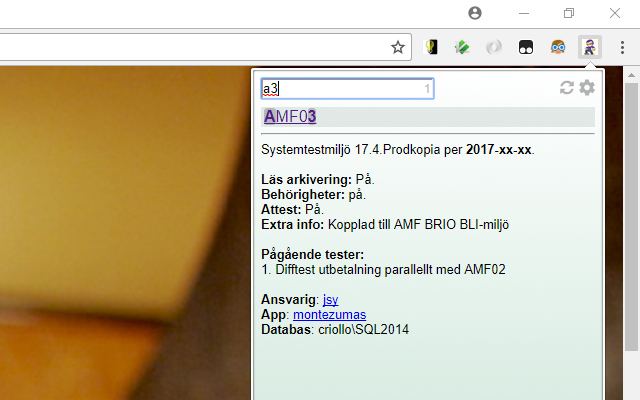 a3 1
AMF03
Systemtestmiljö 17.4.Prodkopia per 2017-xx-xx.
Läs arkivering: På.
Behörigheter: på.
Attest: På.
Extra info: Kopplad till AMF BRIO BLI-miljö
Pågående tester:
1. Difftest utbetalning parallellt med AMF02
Ansvarig: jsy
App: montezumas
Databas: criollo\SQL2014